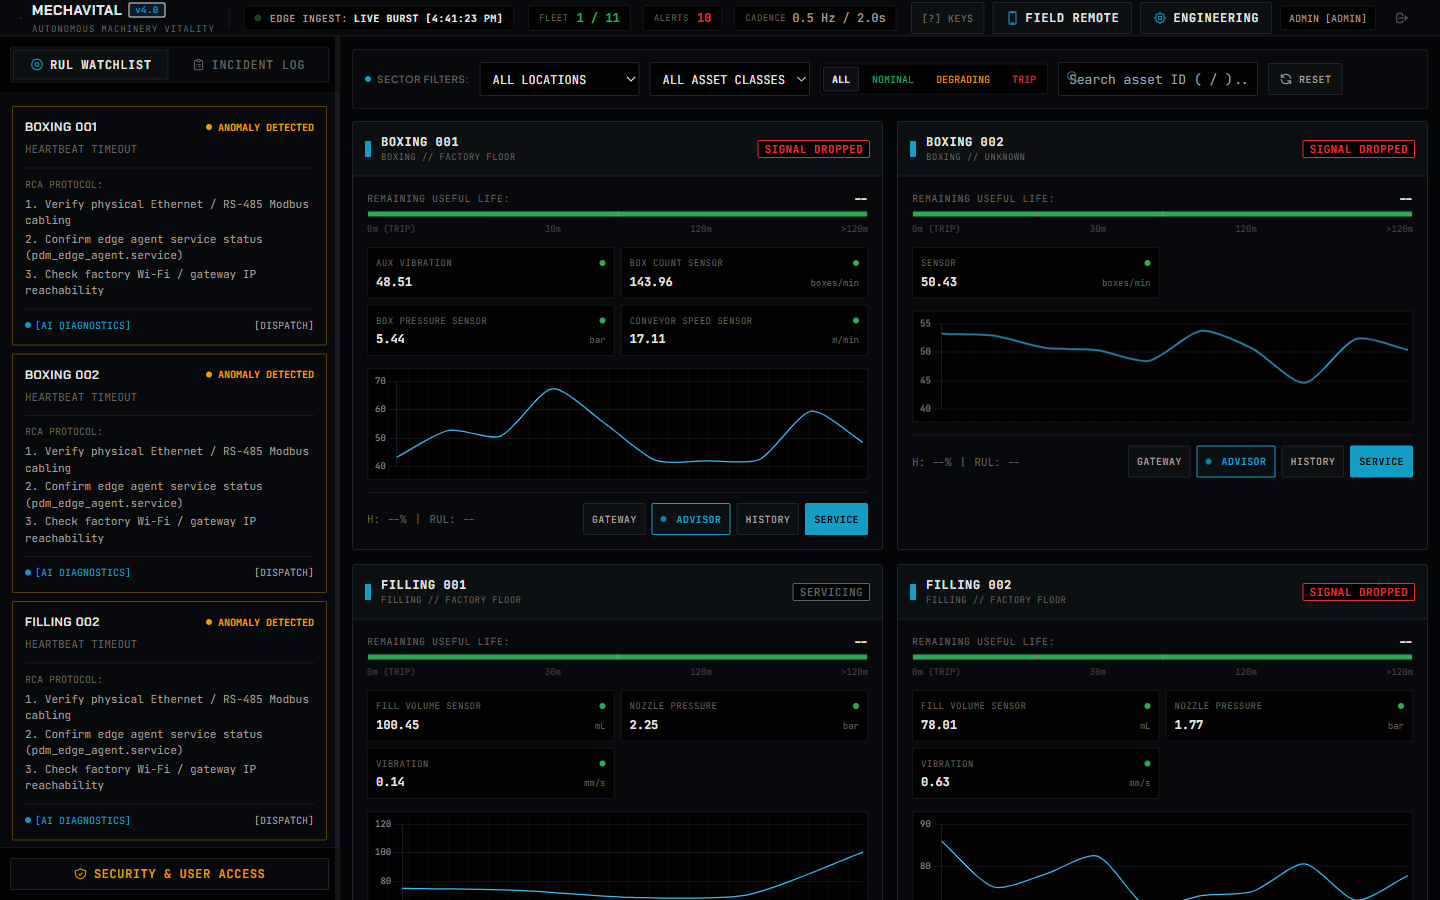 MECHAVITAL v4.0
AUTONOMOUS MACHINERY VITALITY
EDGE INGEST: LIVE BURST [4:41:23 PM]
FLEET 1 / 11
ALERTS 10
CADENCE 0.5 Hz / 2.0s
[?] KEYS
FIELD REMOTE
ENGINEERING
ADMIN [ADMIN]
RUL WATCHLIST
INCIDENT LOG
BOXING 001
ANOMALY DETECTED
HEARTBEAT TIMEOUT
RCA PROTOCOL:
1. Verify physical Ethernet / RS-485 Modbus
cabling
2. Confirm edge agent service status
(pdm_edge_agent.service)
3. Check factory Wi-Fi / gateway IP
reachability
[AI DIAGNOSTICS]
[DISPATCH]
BOXING 002
ANOMALY DETECTED
HEARTBEAT TIMEOUT
RCA PROTOCOL:
1. Verify physical Ethernet / RS-485 Modbus
cabling
2. Confirm edge agent service status
(pdm_edge_agent.service)
3. Check factory Wi-Fi / gateway IP
reachability
[AI DIAGNOSTICS]
[DISPATCH]
FILLING 002
ANOMALY DETECTED
HEARTBEAT TIMEOUT
RCA PROTOCOL:
1. Verify physical Ethernet / RS-485 Modbus
cabling
2. Confirm edge agent service status
(pdm_edge_agent.service)
3. Check factory Wi-Fi / gateway IP
reachability
[AI DIAGNOSTICS]
[DISPATCH]
SECURITY & USER ACCESS
SECTOR FILTERS:
ALL LOCATIONS
ALL ASSET CLASSES
ALL NOMINAL DEGRADING TRIP
Search asset ID ( / )..
RESET
BOXING 001
BOXING // FACTORY FLOOR
SIGNAL DROPPED
REMAINING USEFUL LIFE: --
0m (TRIP) 30m 120m >120m
AUX VIBRATION
48.51
BOX COUNT SENSOR
143.96 boxes/min
BOX PRESSURE SENSOR
5.44 bar
CONVEYOR SPEED SENSOR
17.11 m/min
70
60
50
40
H: --% | RUL: --
GATEWAY
ADVISOR
HISTORY
SERVICE
BOXING 002
BOXING // UNKNOWN
SIGNAL DROPPED
REMAINING USEFUL LIFE: --
0m (TRIP) 30m 120m >120m
SENSOR
50.43 boxes/min
55
50
45
40
H: --% | RUL: --
GATEWAY
ADVISOR
HISTORY
SERVICE
FILLING 001
FILLING // FACTORY FLOOR
SERVICING
REMAINING USEFUL LIFE: --
0m (TRIP) 30m 120m >120m
FILL VOLUME SENSOR
100.45 mL
NOZZLE PRESSURE
2.25 bar
VIBRATION
0.14 mm/s
120
100
80
FILLING 002
FILLING // FACTORY FLOOR
SIGNAL DROPPED
REMAINING USEFUL LIFE: --
0m (TRIP) 30m 120m >120m
FILL VOLUME SENSOR
78.01 mL
NOZZLE PRESSURE
1.77 bar
VIBRATION
0.63 mm/s
90
80